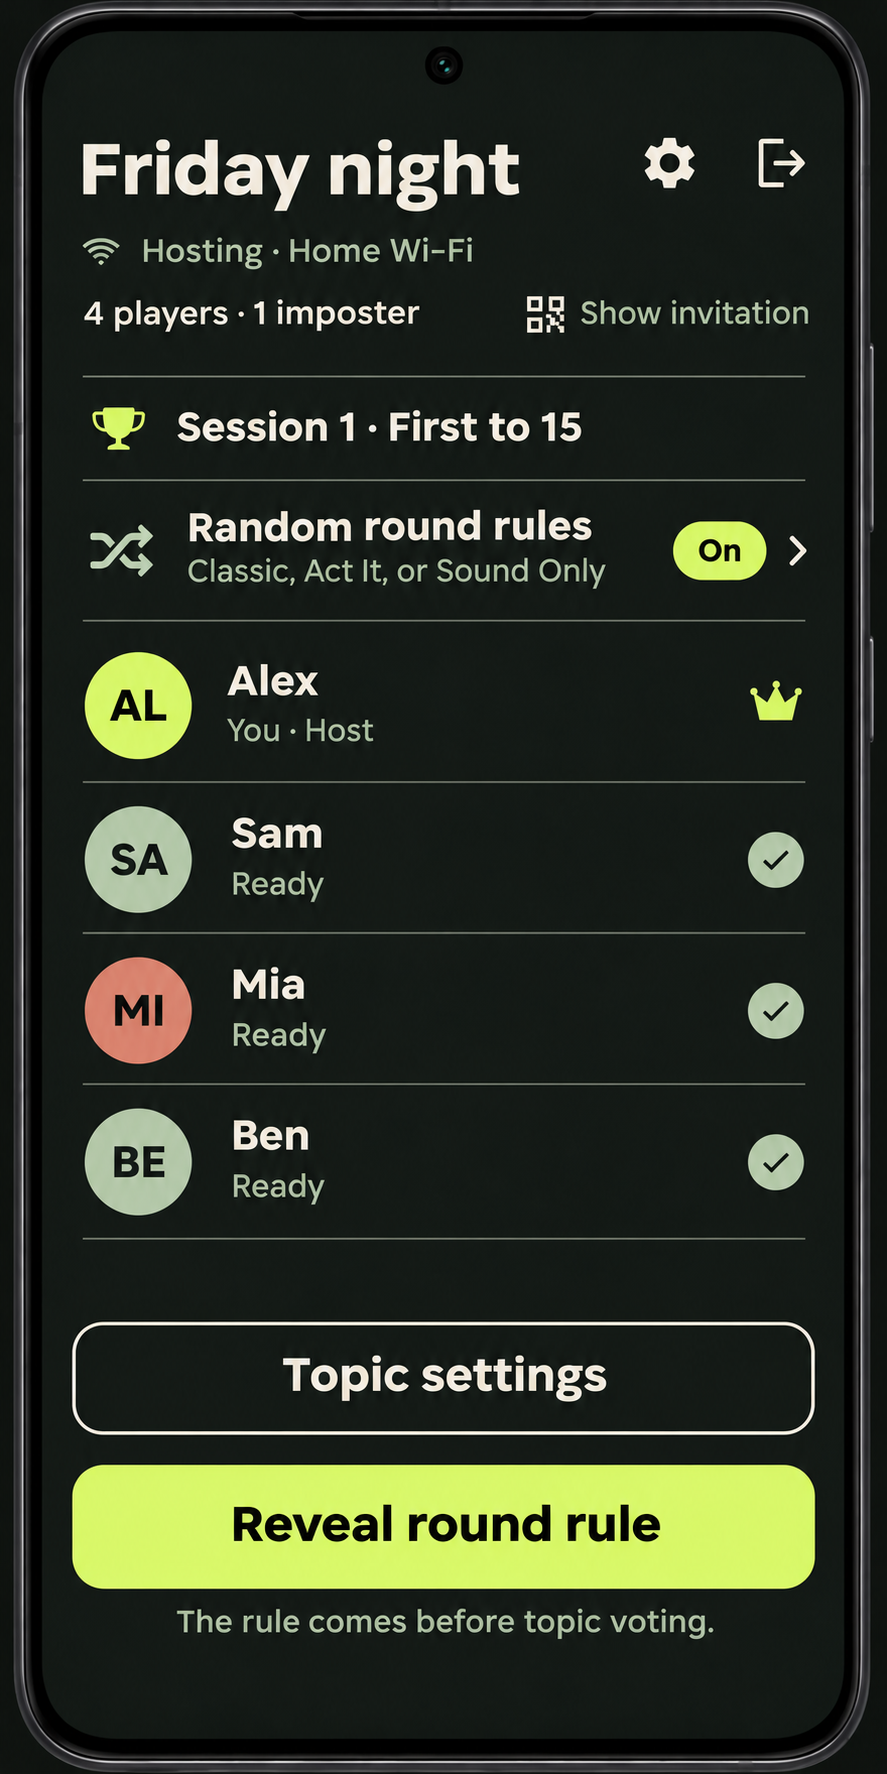 Friday night
Hosting · Home Wi-Fi
4 players · 1 imposter
Show invitation
Session 1 · First to 15
Random round rules
Classic, Act It, or Sound Only
On
AL
Alex
You · Host
SA
Sam
Ready
MI
Mia
Ready
BE
Ben
Ready
Topic settings
Reveal round rule
The rule comes before topic voting.